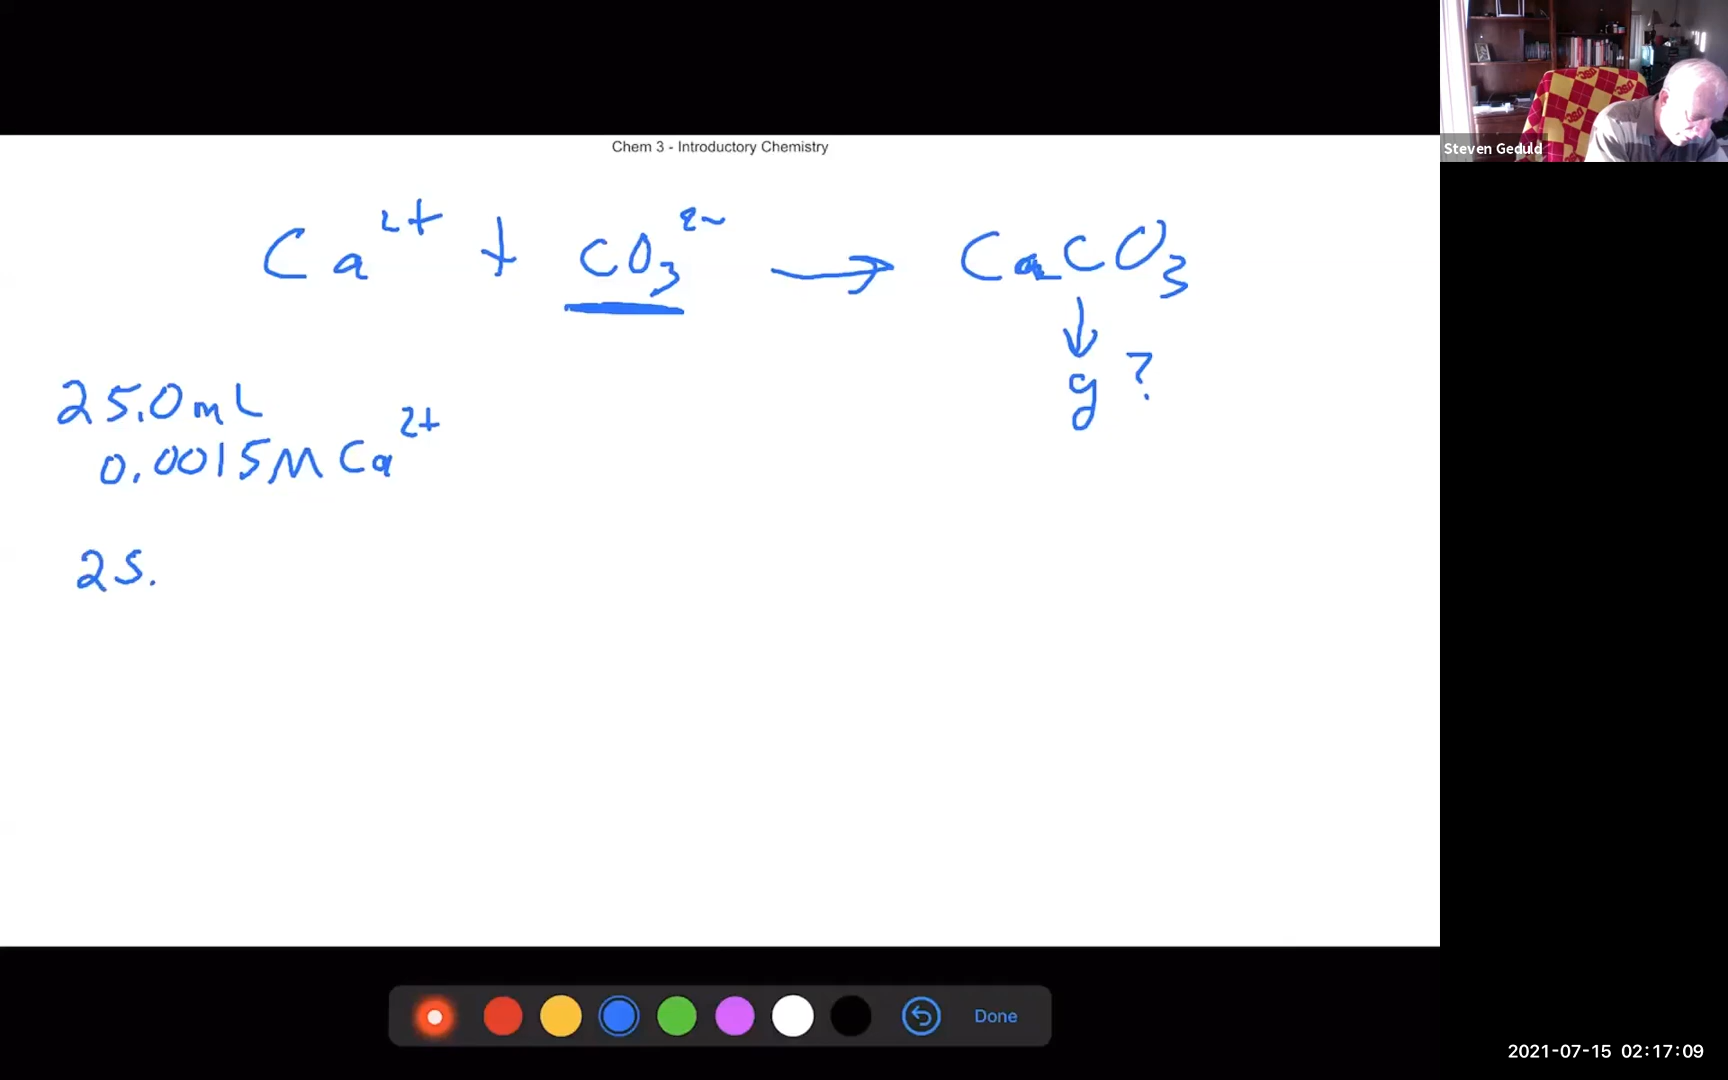 Chem 3 - Introductory Chemistry
Steven Geduld
Ca²⁺ + CO₃²⁻ → CaCO₃
↓
g ?
25.0 mL
0.0015 M Ca²⁺
25.
Done
2021-07-15 02:17:09